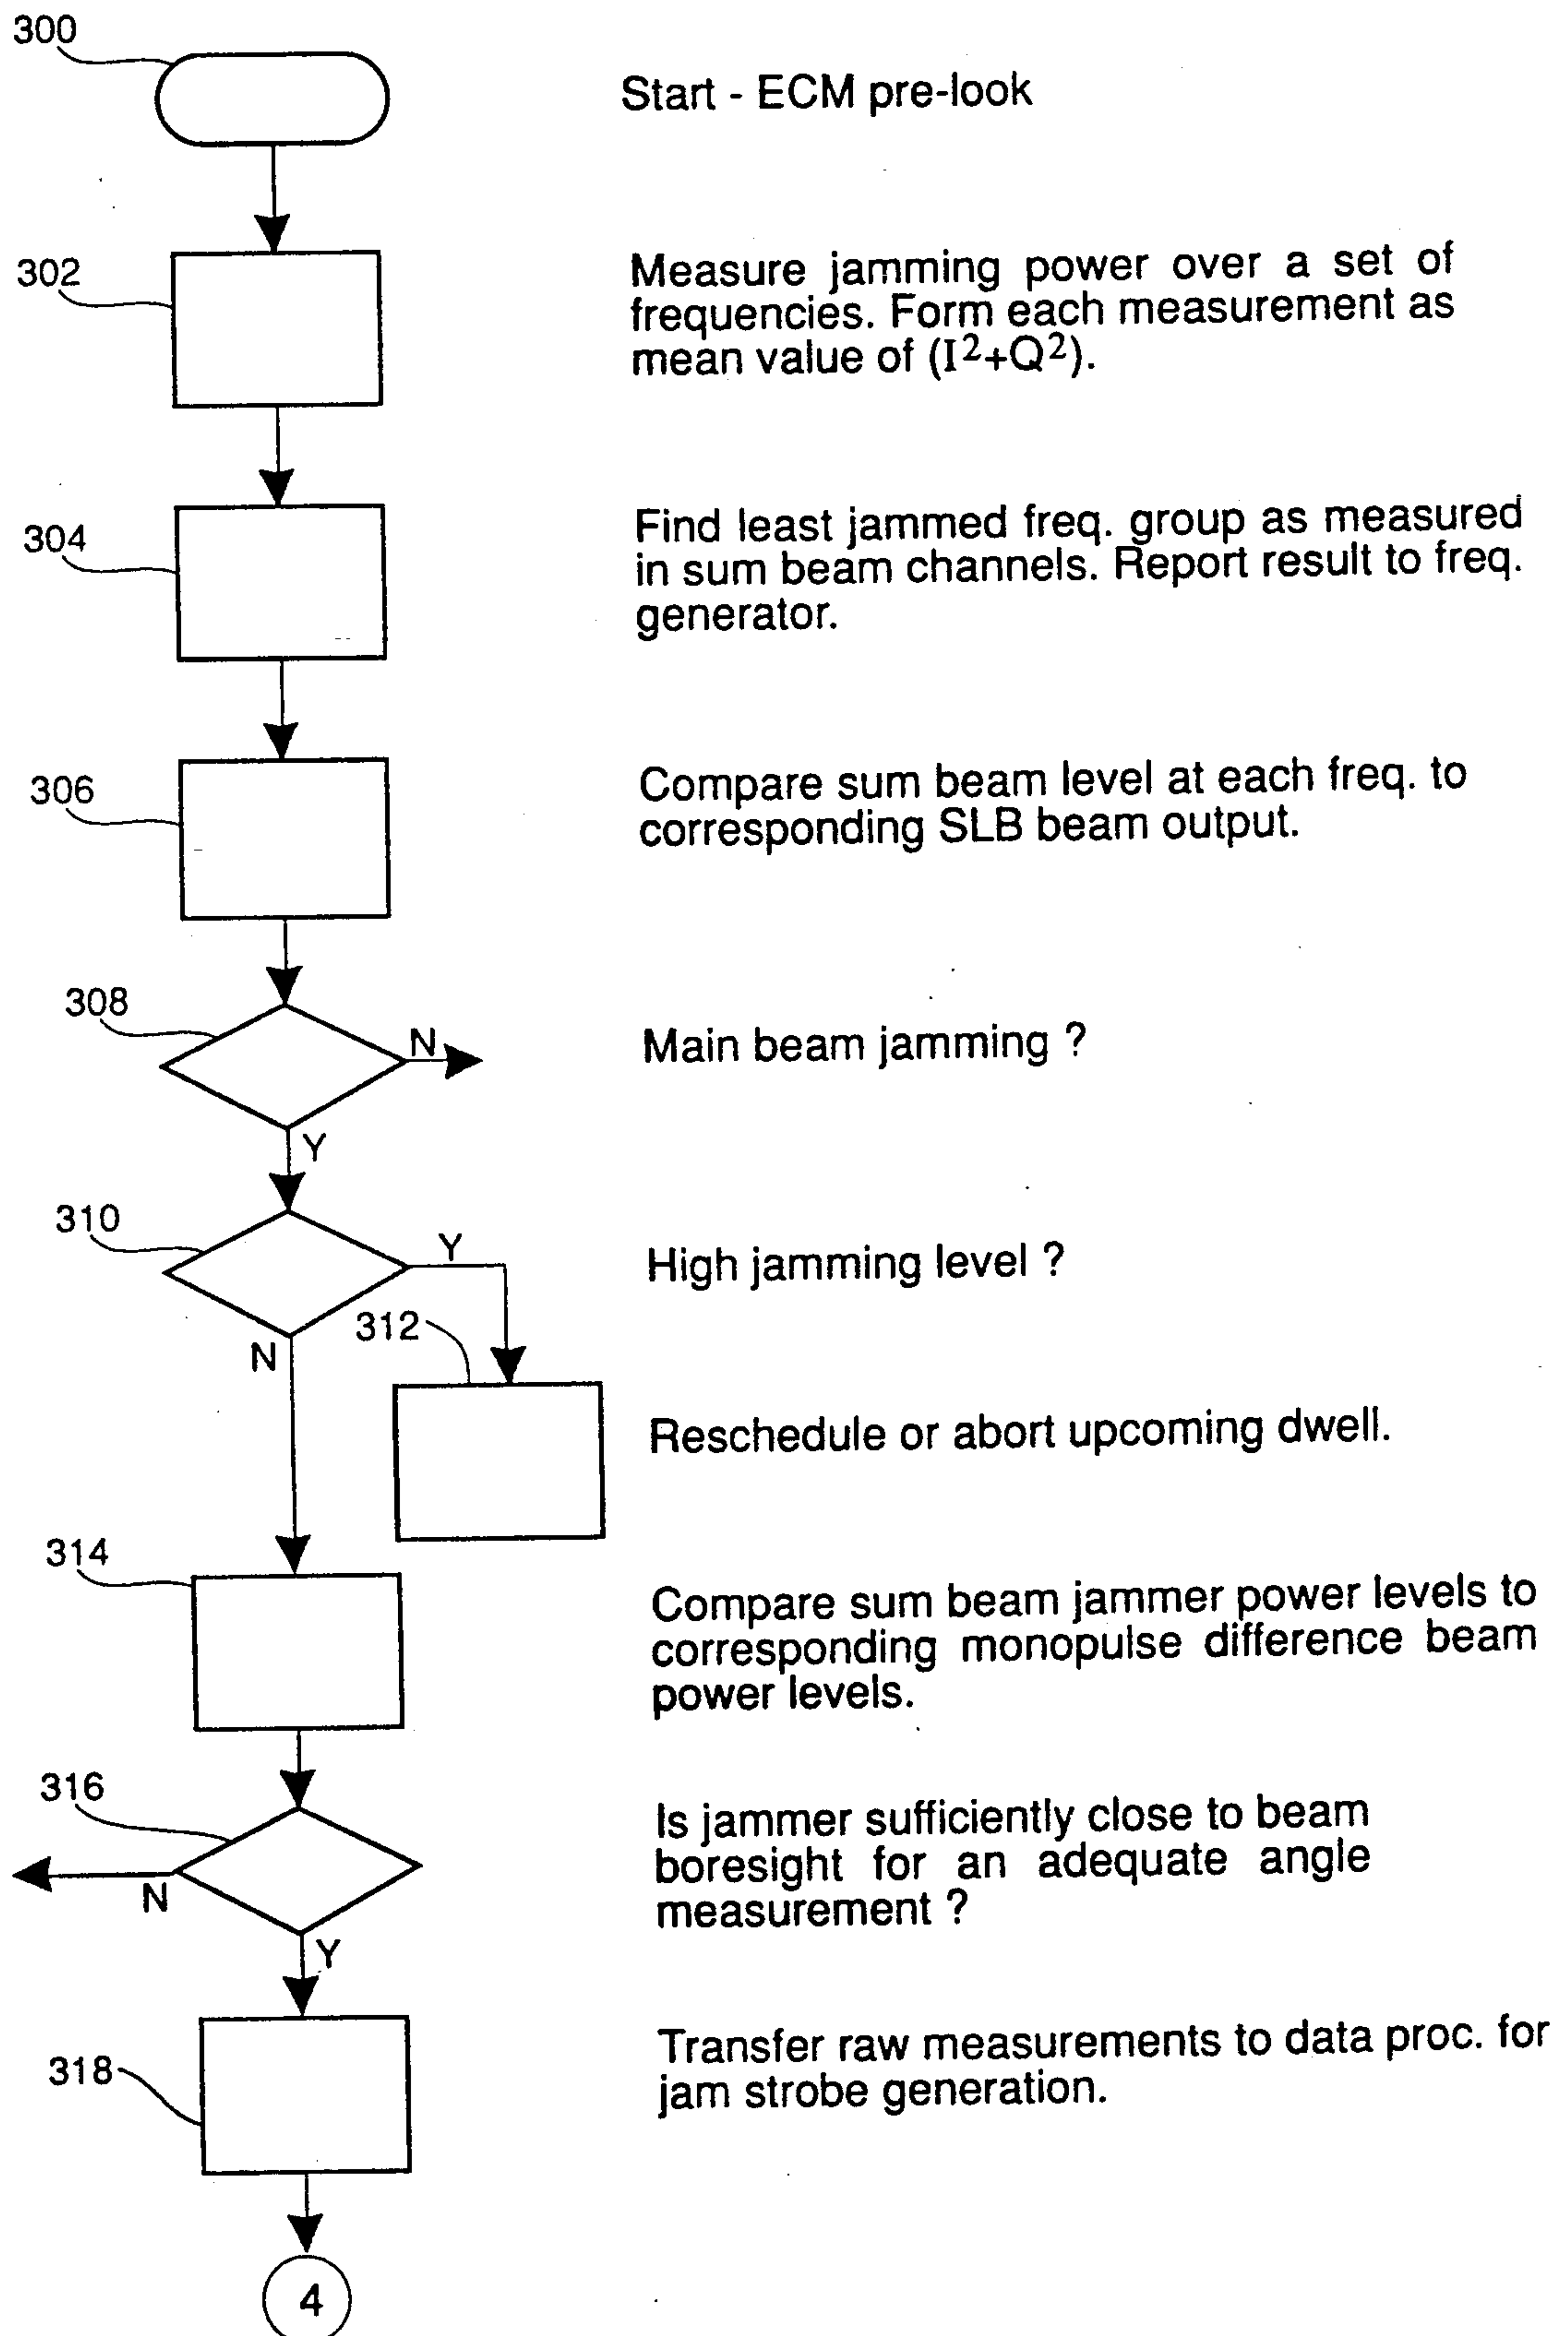 300
Start - ECM pre-look
302
Measure jamming power over a set of
frequencies. Form each measurement as
mean value of (I²+Q²).
304
Find least jammed freq. group as measured
in sum beam channels. Report result to freq.
generator.
306
Compare sum beam level at each freq. to
corresponding SLB beam output.
308
N
Main beam jamming ?
Y
310
Y
High jamming level ?
312
N
Reschedule or abort upcoming dwell.
314
Compare sum beam jammer power levels to
corresponding monopulse difference beam
power levels.
316
Is jammer sufficiently close to beam
boresight for an adequate angle
measurement ?
N
Y
318
Transfer raw measurements to data proc. for
jam strobe generation.
4